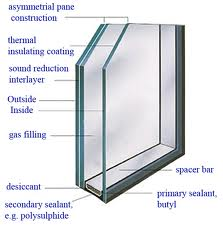 asymmetrical pane
construction
thermal
insulating coating
sound reduction
interlayer
Outside
Inside
gas filling
spacer bar
desiccant
primary sealant,
butyl
secondary sealant,
e.g. polysulphide